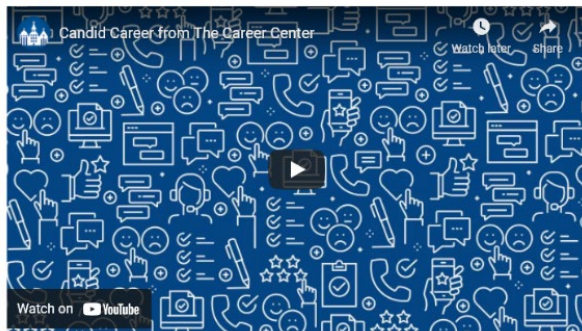 Candid Career from The Career Center
Watch later
Share
Watch on YouTube